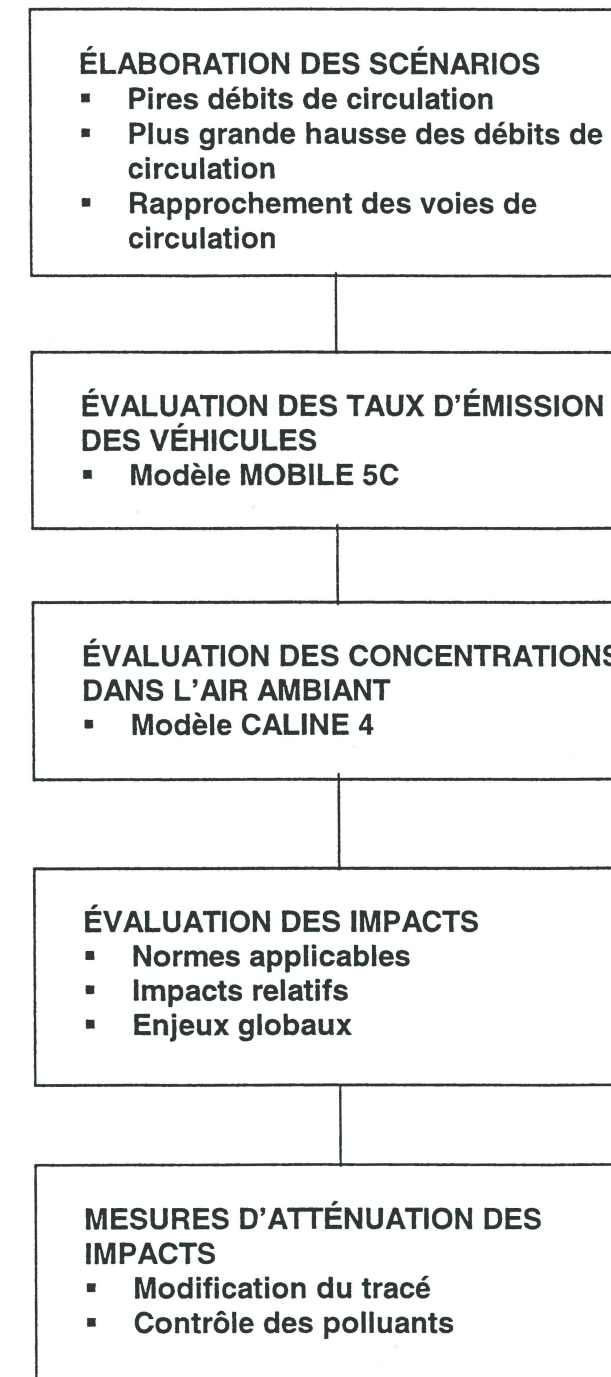 ÉLABORATION DES SCÉNARIOS
▪ Pires débits de circulation
▪ Plus grande hausse des débits de
circulation
▪ Rapprochement des voies de
circulation
ÉVALUATION DES TAUX D'ÉMISSION
DES VÉHICULES
▪ Modèle MOBILE 5C
ÉVALUATION DES CONCENTRATIONS
DANS L'AIR AMBIANT
▪ Modèle CALINE 4
ÉVALUATION DES IMPACTS
▪ Normes applicables
▪ Impacts relatifs
▪ Enjeux globaux
MESURES D'ATTÉNUATION DES
IMPACTS
▪ Modification du tracé
▪ Contrôle des polluants